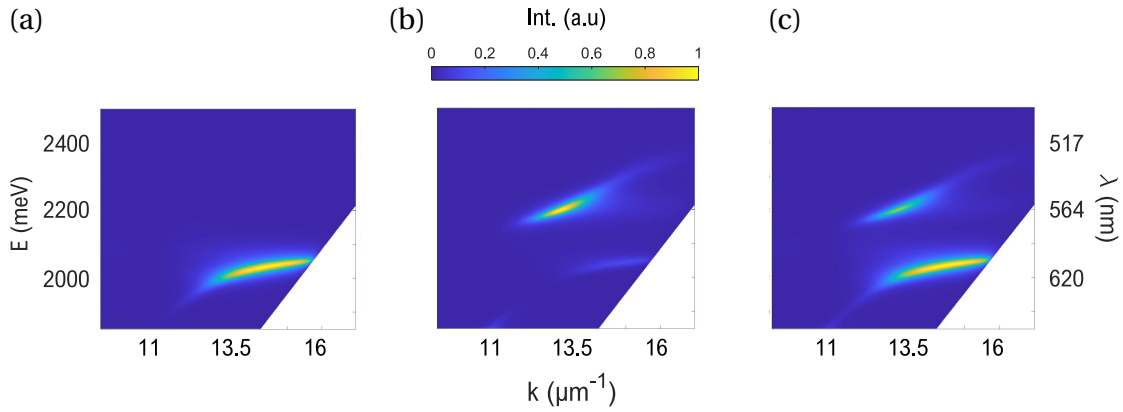 (a) (b) (c)
Int. (a.u)
0 0.2 0.4 0.6 0.8 1
2400 517
2200 564
2000 620
E (meV)
λ (nm)
11 13.5 16 11 13.5 16 11 13.5 16
k (µm⁻¹)